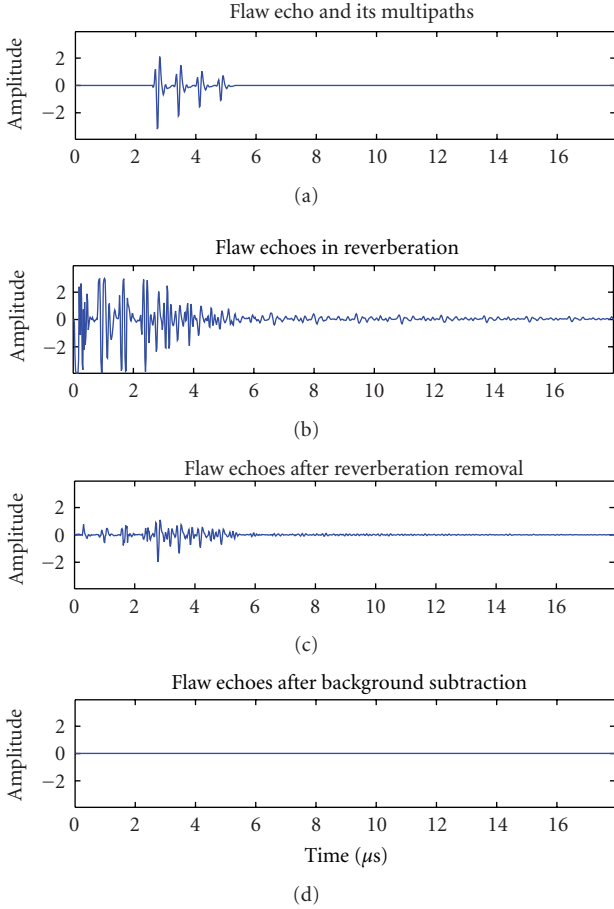 Flaw echo and its multipaths
Amplitude
2
0
−2
0 2 4 6 8 10 12 14 16
(a)
Flaw echoes in reverberation
Amplitude
2
0
−2
0 2 4 6 8 10 12 14 16
(b)
Flaw echoes after reverberation removal
Amplitude
2
0
−2
0 2 4 6 8 10 12 14 16
(c)
Flaw echoes after background subtraction
Amplitude
2
0
−2
0 2 4 6 8 10 12 14 16
Time (μs)
(d)